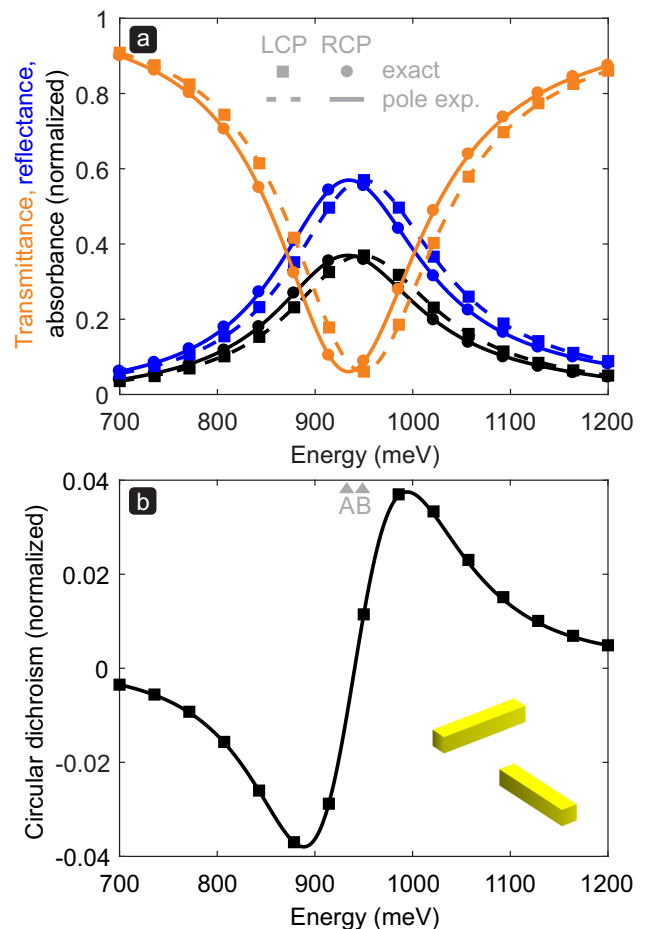 a
LCP RCP
exact
pole exp.
Transmittance, reflectance,
absorbance (normalized)
1
0.8
0.6
0.4
0.2
0
700 800 900 1000 1100 1200
Energy (meV)
b
AB
Circular dichroism (normalized)
0.04
0.02
0
-0.02
-0.04
700 800 900 1000 1100 1200
Energy (meV)